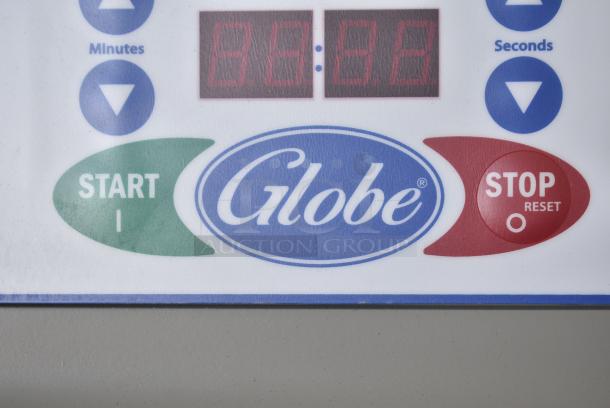 Minutes
Seconds
START
I
Globe®
STOP
RESET
O
AUCTION GROUP